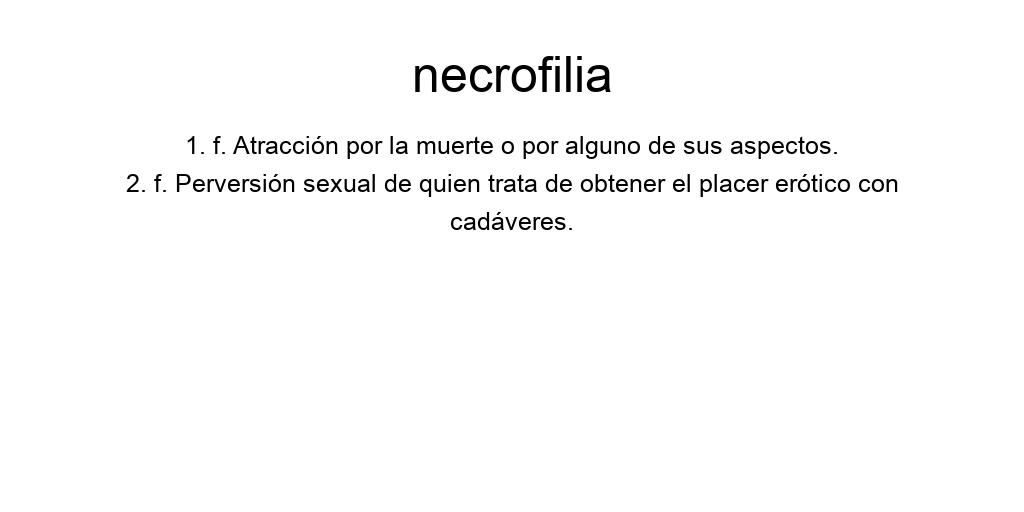 necrofilia
1. f. Atracción por la muerte o por alguno de sus aspectos.
2. f. Perversión sexual de quien trata de obtener el placer erótico con
cadáveres.